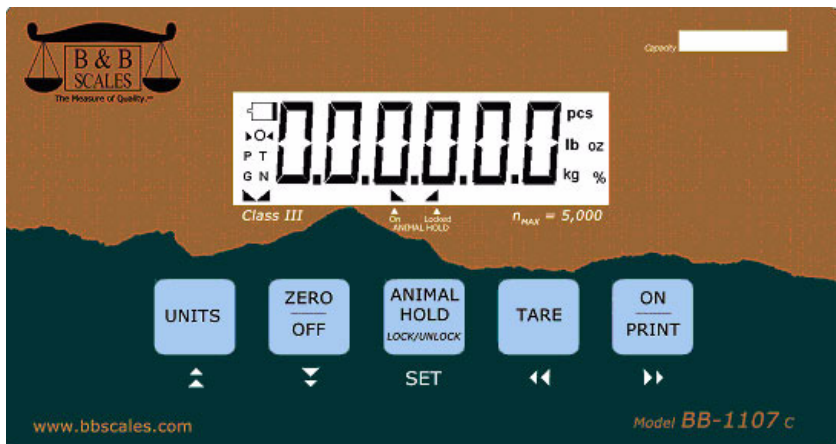 B & B
SCALES
The Measure of Quality.℠
Capacity
0.0.0.0.0.0
pcs
lb oz
kg %
O
P T
G N
Class III
On
Locked
ANIMAL HOLD
nMAX = 5,000
UNITS
ZERO
OFF
ANIMAL
HOLD
LOCK/UNLOCK
TARE
ON
PRINT
SET
www.bbscales.com
Model BB-1107 c